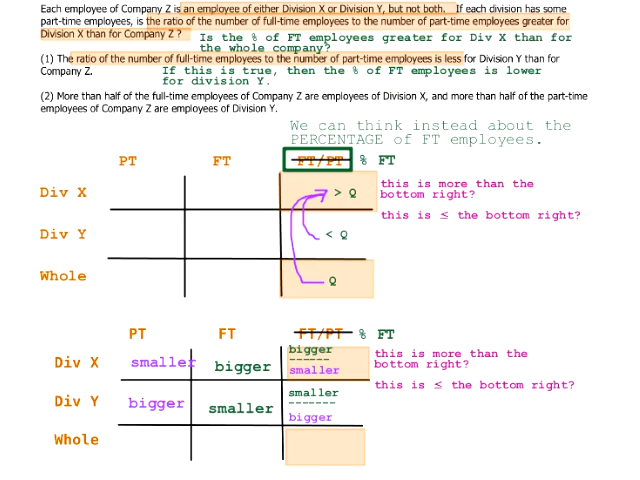 Each employee of Company Z is an employee of either Division X or Division Y, but not both. If each division has some
part-time employees, is the ratio of the number of full-time employees to the number of part-time employees greater for
Division X than for Company Z ? Is the % of FT employees greater for Div X than for
the whole company?
(1) The ratio of the number of full-time employees to the number of part-time employees is less for Division Y than for
Company Z. If this is true, then the % of FT employees is lower
for division Y.
(2) More than half of the full-time employees of Company Z are employees of Division X, and more than half of the part-time
employees of Company Z are employees of Division Y.
We can think instead about the
PERCENTAGE of FT employees.
PT FT FT/PT % FT
Div X > Q this is more than the
bottom right?
this is ≤ the bottom right?
Div Y < Q
Whole Q
PT FT FT/PT % FT
Div X smaller bigger bigger
------
smaller
this is more than the
bottom right?
this is ≤ the bottom right?
Div Y bigger smaller smaller
-------
bigger
Whole